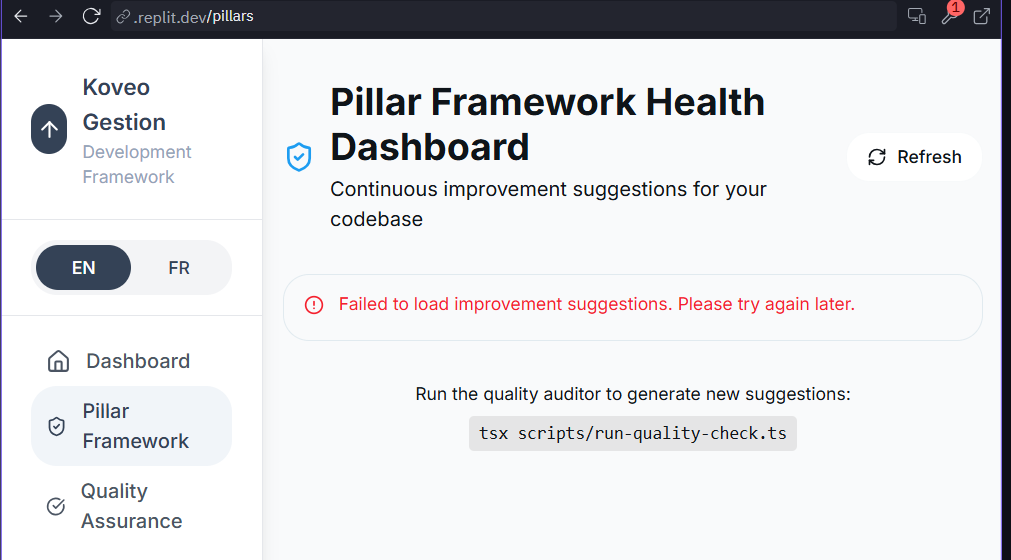 .replit.dev/pillars
1
Koveo
Gestion
Development
Framework
EN
FR
Dashboard
Pillar
Framework
Quality
Assurance
Pillar Framework Health
Dashboard
Continuous improvement suggestions for your
codebase
Refresh
Failed to load improvement suggestions. Please try again later.
Run the quality auditor to generate new suggestions:
tsx scripts/run-quality-check.ts